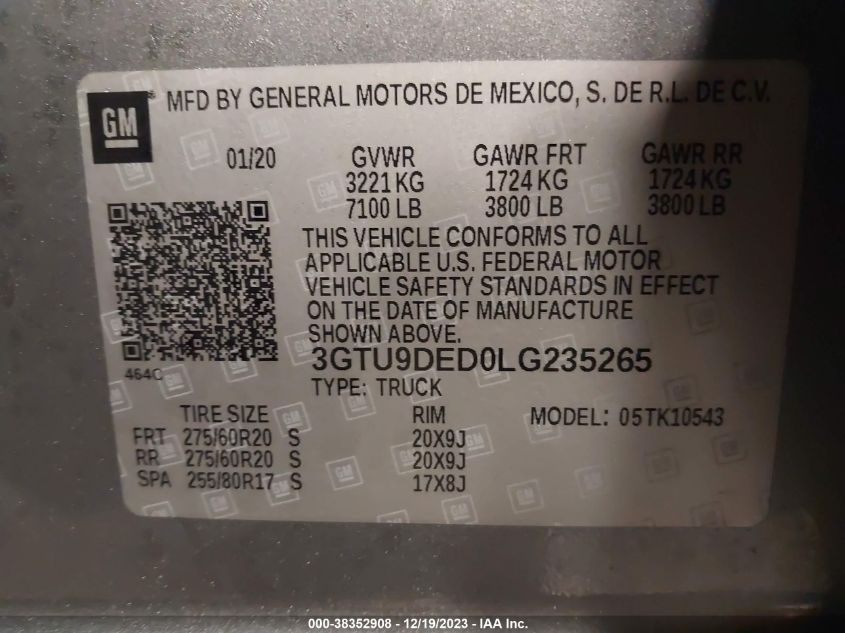 GM
® MFD BY GENERAL MOTORS DE MEXICO, S. DE R.L. DE C.V.
01/20 GVWR GAWR FRT GAWR RR
3221 KG 1724 KG 1724 KG
7100 LB 3800 LB 3800 LB
THIS VEHICLE CONFORMS TO ALL
APPLICABLE U.S. FEDERAL MOTOR
VEHICLE SAFETY STANDARDS IN EFFECT
ON THE DATE OF MANUFACTURE
SHOWN ABOVE.
3GTU9DED0LG235265
464C TYPE: TRUCK
TIRE SIZE RIM MODEL: 05TK10543
FRT 275/60R20 S 20X9J
RR 275/60R20 S 20X9J
SPA 255/80R17 S 17X8J
000-38352908 - 12/19/2023 - IAA Inc.